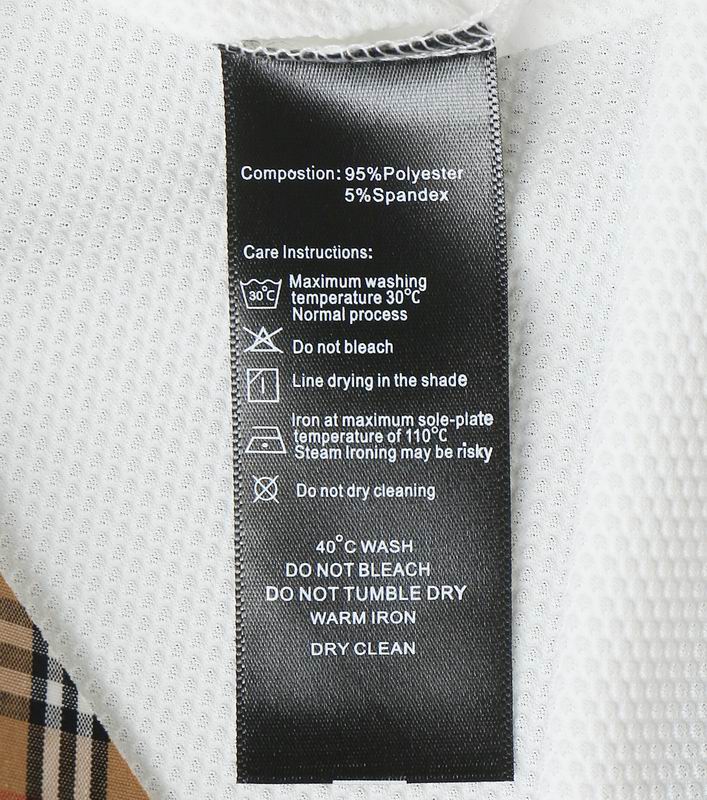 Compostion: 95%Polyester
5%Spandex
Care Instructions:
30°C
Maximum washing
temperature 30°C
Normal process
Do not bleach
Line drying in the shade
Iron at maximum sole-plate
temperature of 110°C
Steam Ironing may be risky
Do not dry cleaning
40°C WASH
DO NOT BLEACH
DO NOT TUMBLE DRY
WARM IRON
DRY CLEAN